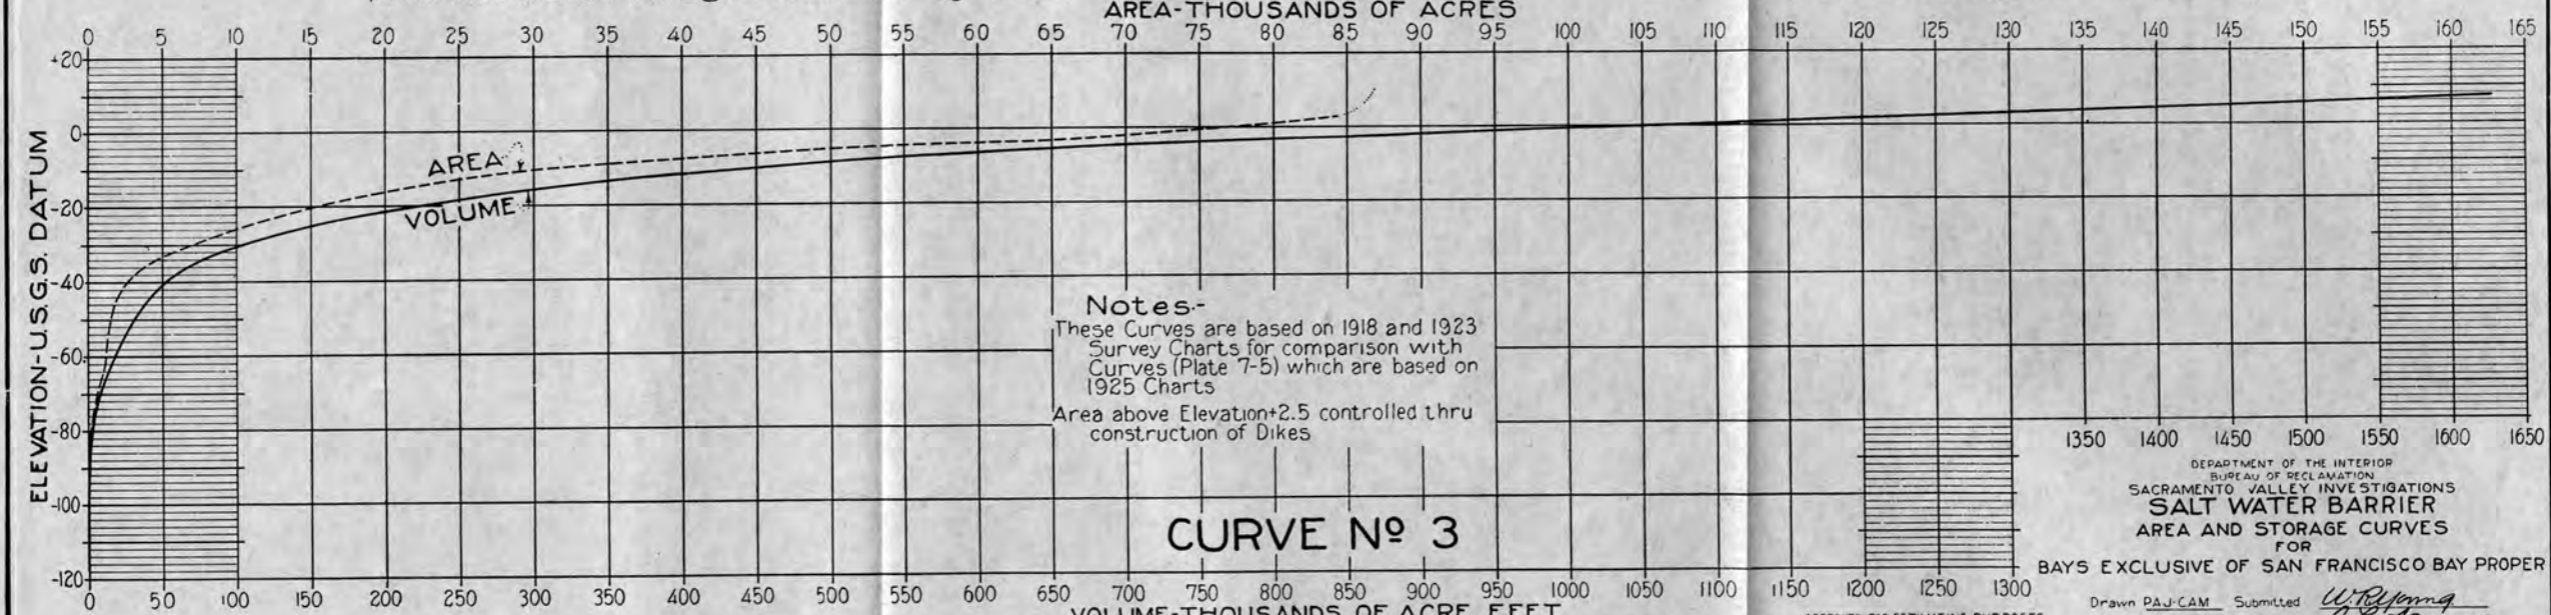 AREA-THOUSANDS OF ACRES
0 5 10 15 20 25 30 35 40 45 50 55 60 65 70 75 80 85 90 95 100 105 110 115 120 125 130 135 140 145 150 155 160 165
+20
0
-20
-40
-60
-80
-100
-120
ELEVATION-U.S.G.S. DATUM
AREA
VOLUME
Notes-
These Curves are based on 1918 and 1923
Survey Charts for comparison with
Curves (Plate 7-5) which are based on
1925 Charts
Area above Elevation+2.5 controlled thru
construction of Dikes
CURVE Nº 3
1350 1400 1450 1500 1550 1600 1650
0 50 100 150 200 250 300 350 400 450 500 550 600 650 700 750 800 850 900 950 1000 1050 1100 1150 1200 1250 1300
VOLUME-THOUSANDS OF ACRE FEET
DEPARTMENT OF THE INTERIOR
BUREAU OF RECLAMATION
SACRAMENTO VALLEY INVESTIGATIONS
SALT WATER BARRIER
AREA AND STORAGE CURVES
FOR
BAYS EXCLUSIVE OF SAN FRANCISCO BAY PROPER
Drawn PAJ-CAM Submitted W.R.Young